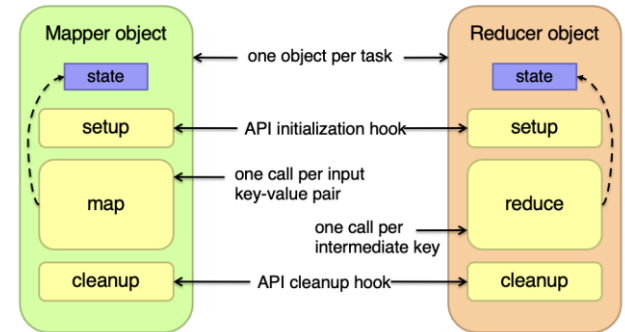 Mapper object
state
setup
map
cleanup
one object per task
API initialization hook
one call per input
key-value pair
one call per
intermediate key
API cleanup hook
Reducer object
state
setup
reduce
cleanup